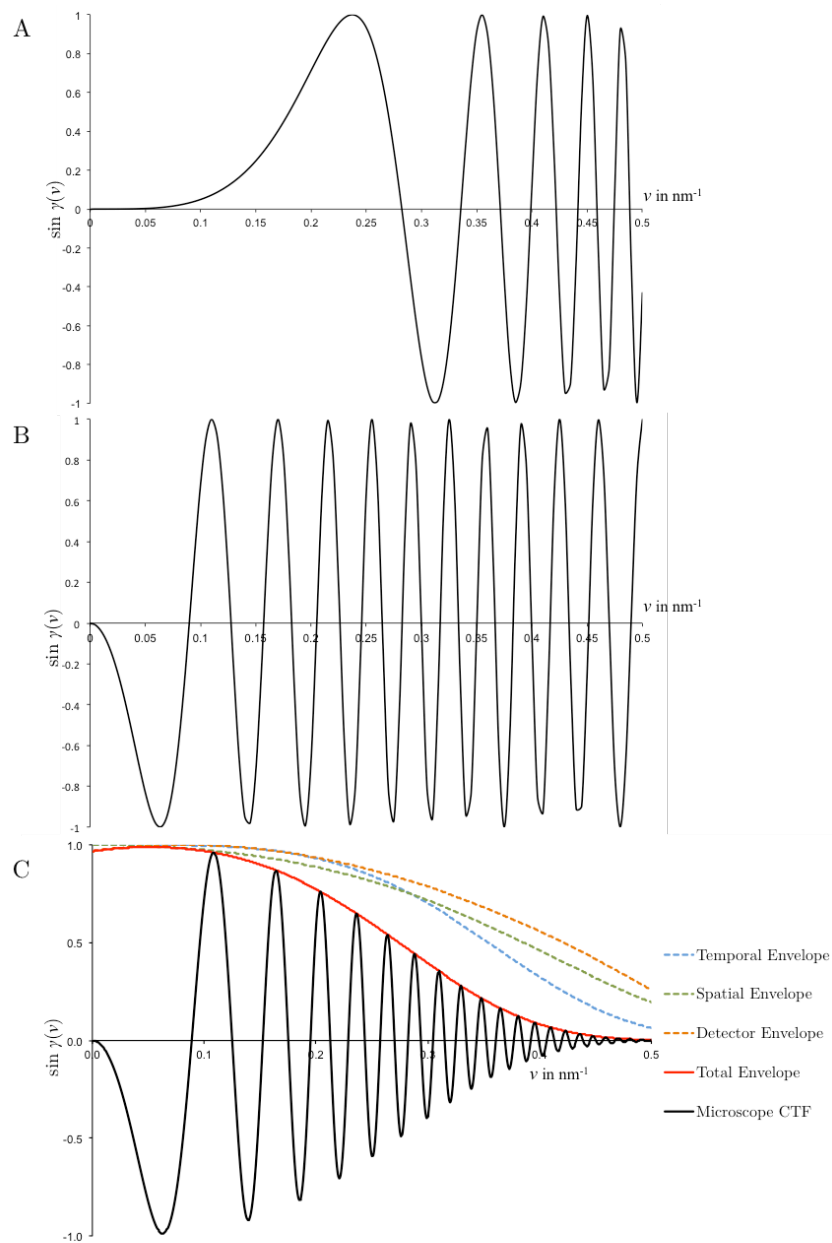 A
1
0.8
0.6
0.4
0.2
0
-0.2
-0.4
-0.6
-0.8
-1
sin γ(v)
0 0.05 0.1 0.15 0.2 0.25 0.3 0.35 0.4 0.45 0.5
v in nm-1
B
1
0.8
0.6
0.4
0.2
0
-0.2
-0.4
-0.6
-0.8
-1
sin γ(v)
0 0.05 0.1 0.15 0.2 0.25 0.3 0.35 0.4 0.45 0.5
v in nm-1
C
1.0
0.5
0.0
-0.5
-1.0
sin γ(v)
0.0 0.1 0.2 0.3 0.4 0.5
v in nm-1
Temporal Envelope
Spatial Envelope
Detector Envelope
Total Envelope
Microscope CTF